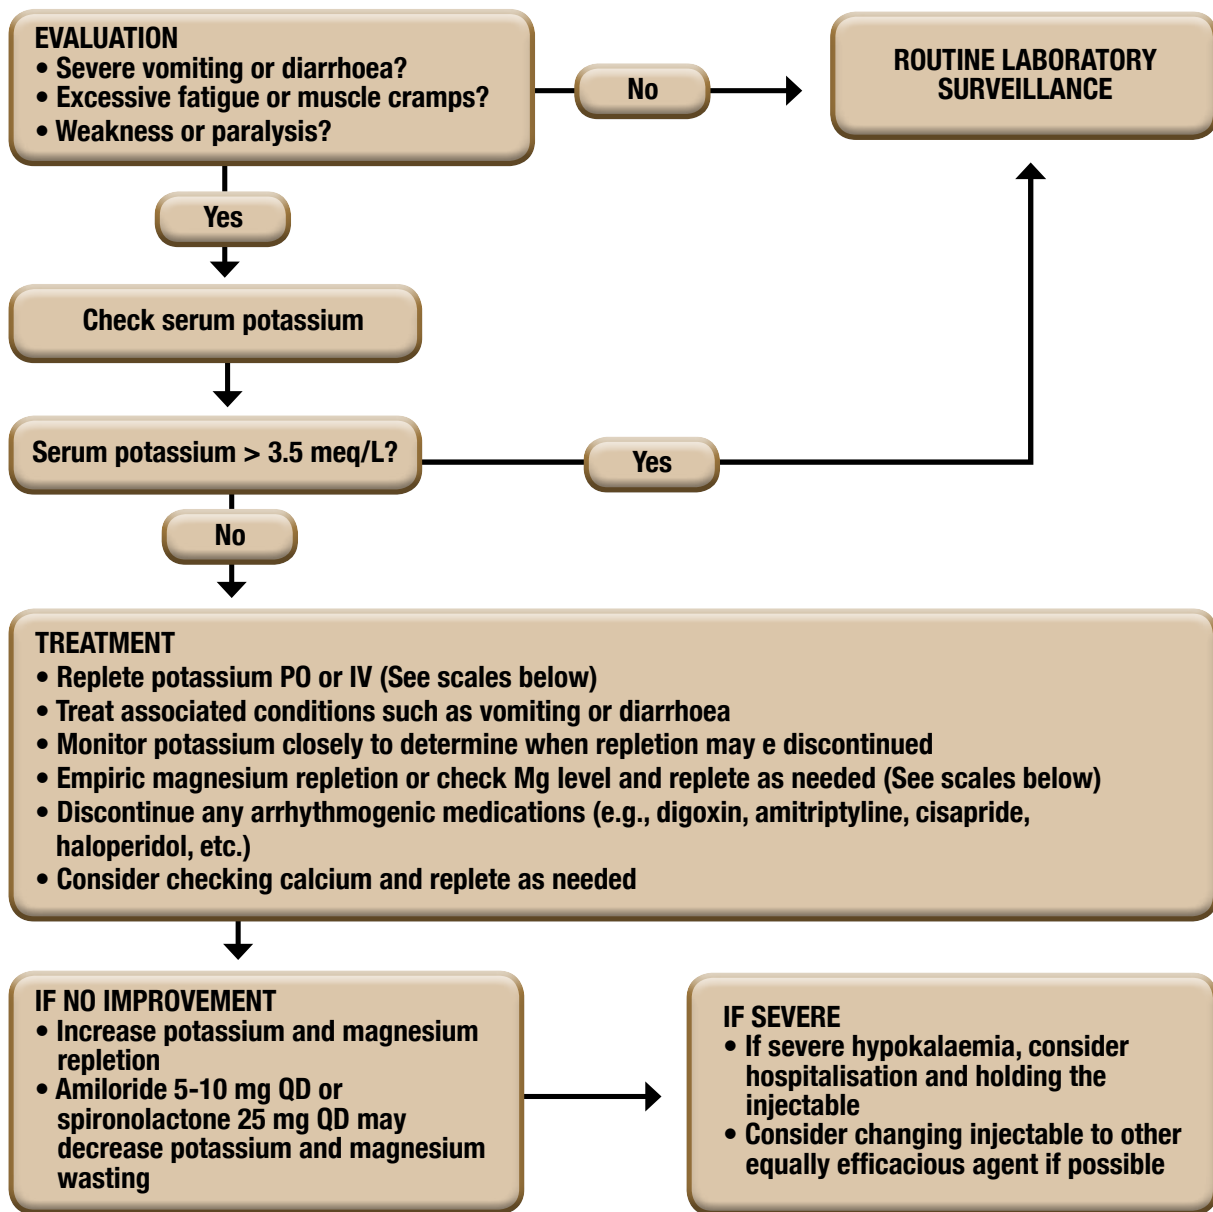 EVALUATION
• Severe vomiting or diarrhoea?
• Excessive fatigue or muscle cramps?
• Weakness or paralysis?
No
ROUTINE LABORATORY
SURVEILLANCE
Yes
Check serum potassium
Serum potassium > 3.5 meq/L?
Yes
No
TREATMENT
• Replete potassium PO or IV (See scales below)
• Treat associated conditions such as vomiting or diarrhoea
• Monitor potassium closely to determine when repletion may e discontinued
• Empiric magnesium repletion or check Mg level and replete as needed (See scales below)
• Discontinue any arrhythmogenic medications (e.g., digoxin, amitriptyline, cisapride,
haloperidol, etc.)
• Consider checking calcium and replete as needed
IF NO IMPROVEMENT
• Increase potassium and magnesium
repletion
• Amiloride 5-10 mg QD or
spironolactone 25 mg QD may
decrease potassium and magnesium
wasting
IF SEVERE
• If severe hypokalaemia, consider
hospitalisation and holding the
injectable
• Consider changing injectable to other
equally efficacious agent if possible